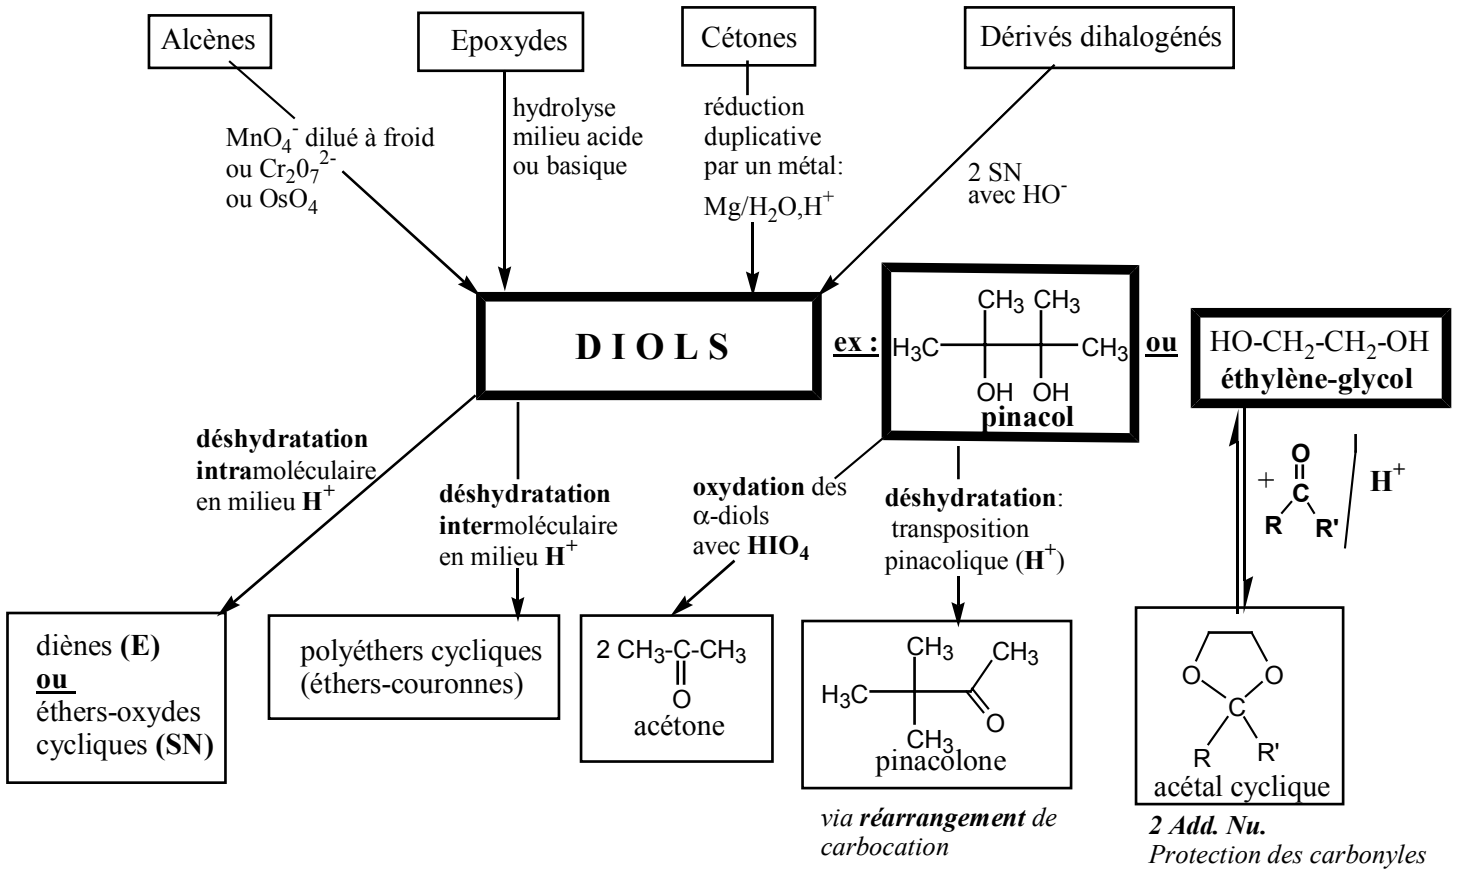 Alcènes
Epoxydes
Cétones
Dérivés dihalogénés
MnO₄⁻ dilué à froid
ou Cr₂0₇²⁻
ou OsO₄
hydrolyse
milieu acide
ou basique
réduction
duplicative
par un métal:
Mg/H₂O,H⁺
2 SN
avec HO⁻
D I O L S
ex :
CH₃ CH₃
H₃C CH₃
OH OH
pinacol
ou
HO-CH₂-CH₂-OH
éthylène-glycol
déshydratation
intramoléculaire
en milieu H⁺
déshydratation
intermoléculaire
en milieu H⁺
oxydation des
α-diols
avec HIO₄
déshydratation:
transposition
pinacolique (H⁺)
O
+ C / H⁺
R R'
diènes (E)
ou
éthers-oxydes
cycliques (SN)
polyéthers cycliques
(éthers-couronnes)
2 CH₃-C-CH₃
O
acétone
CH₃ CH₃
H₃C
O
CH₃
pinacolone
via réarrangement de
carbocation
O O
C
R R'
acétal cyclique
2 Add. Nu.
Protection des carbonyles